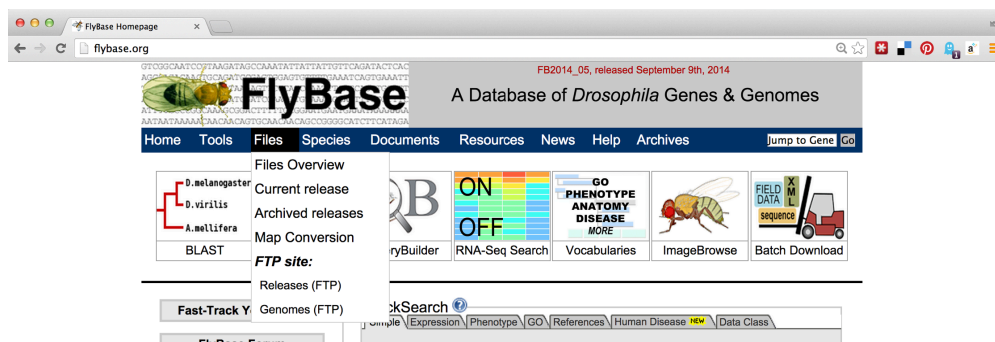 FlyBase Homepage
flybase.org
FB2014_05, released September 9th, 2014
FlyBase
A Database of Drosophila Genes & Genomes
Home Tools Files Species Documents Resources News Help Archives Jump to Gene Go
Files Overview
Current release
Archived releases
Map Conversion
FTP site:
Releases (FTP)
Genomes (FTP)
D.melanogaster
D.virilis
A.mellifera
BLAST
ryBuilder
ON
OFF
RNA-Seq Search
GO
PHENOTYPE
ANATOMY
DISEASE
MORE
Vocabularies
ImageBrowse
FIELD
DATA
XML
sequence
Batch Download
Fast-Track Y
ckSearch
Simple Expression Phenotype GO References Human Disease NEW Data Class